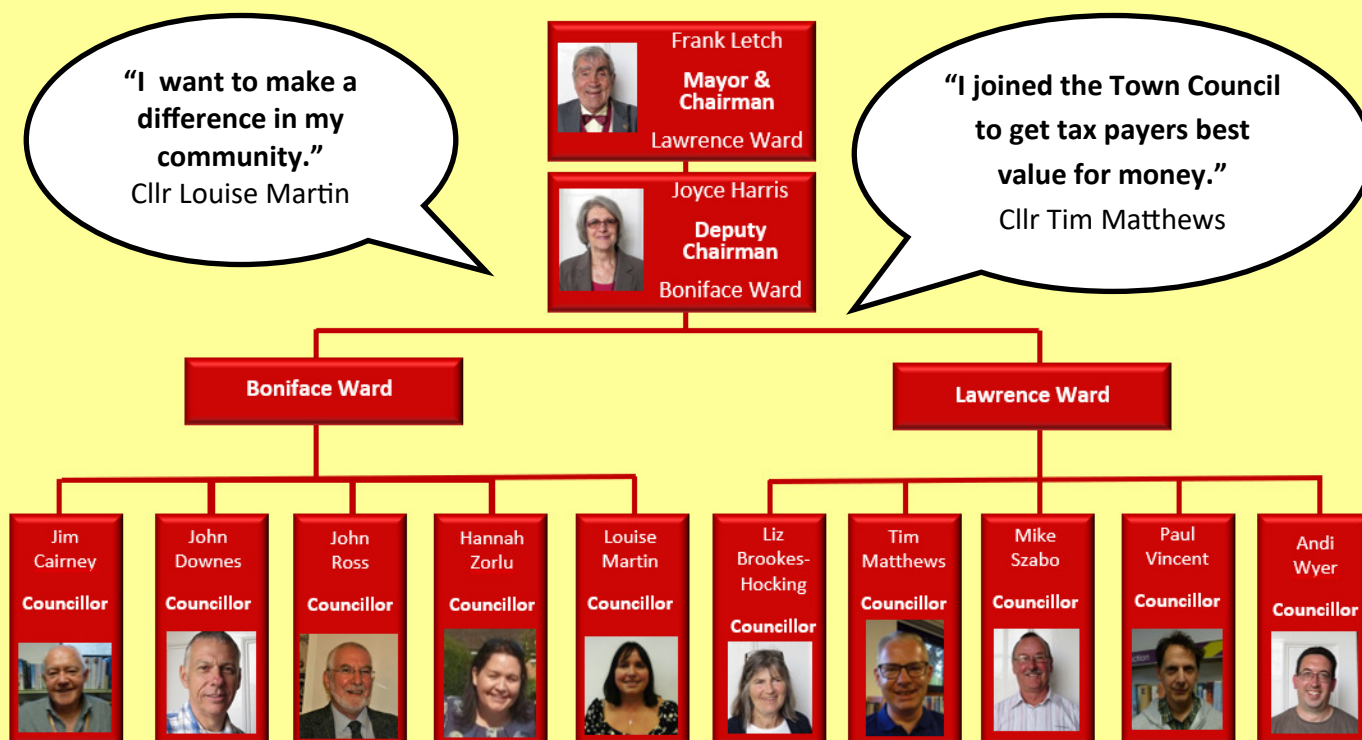 “I  want to make a
difference in my
community.”
Cllr Louise Martin
Frank Letch
Mayor &
Chairman
Lawrence Ward
“I joined the Town Council
to get tax payers best
value for money.”
Cllr Tim Matthews
Joyce Harris
Deputy
Chairman
Boniface Ward
Boniface Ward
Lawrence Ward
Jim
Cairney
Councillor
John
Downes
Councillor
John
Ross
Councillor
Hannah
Zorlu
Councillor
Louise
Martin
Councillor
Liz
Brookes-
Hocking
Councillor
Tim
Matthews
Councillor
Mike
Szabo
Councillor
Paul
Vincent
Councillor
Andi
Wyer
Councillor